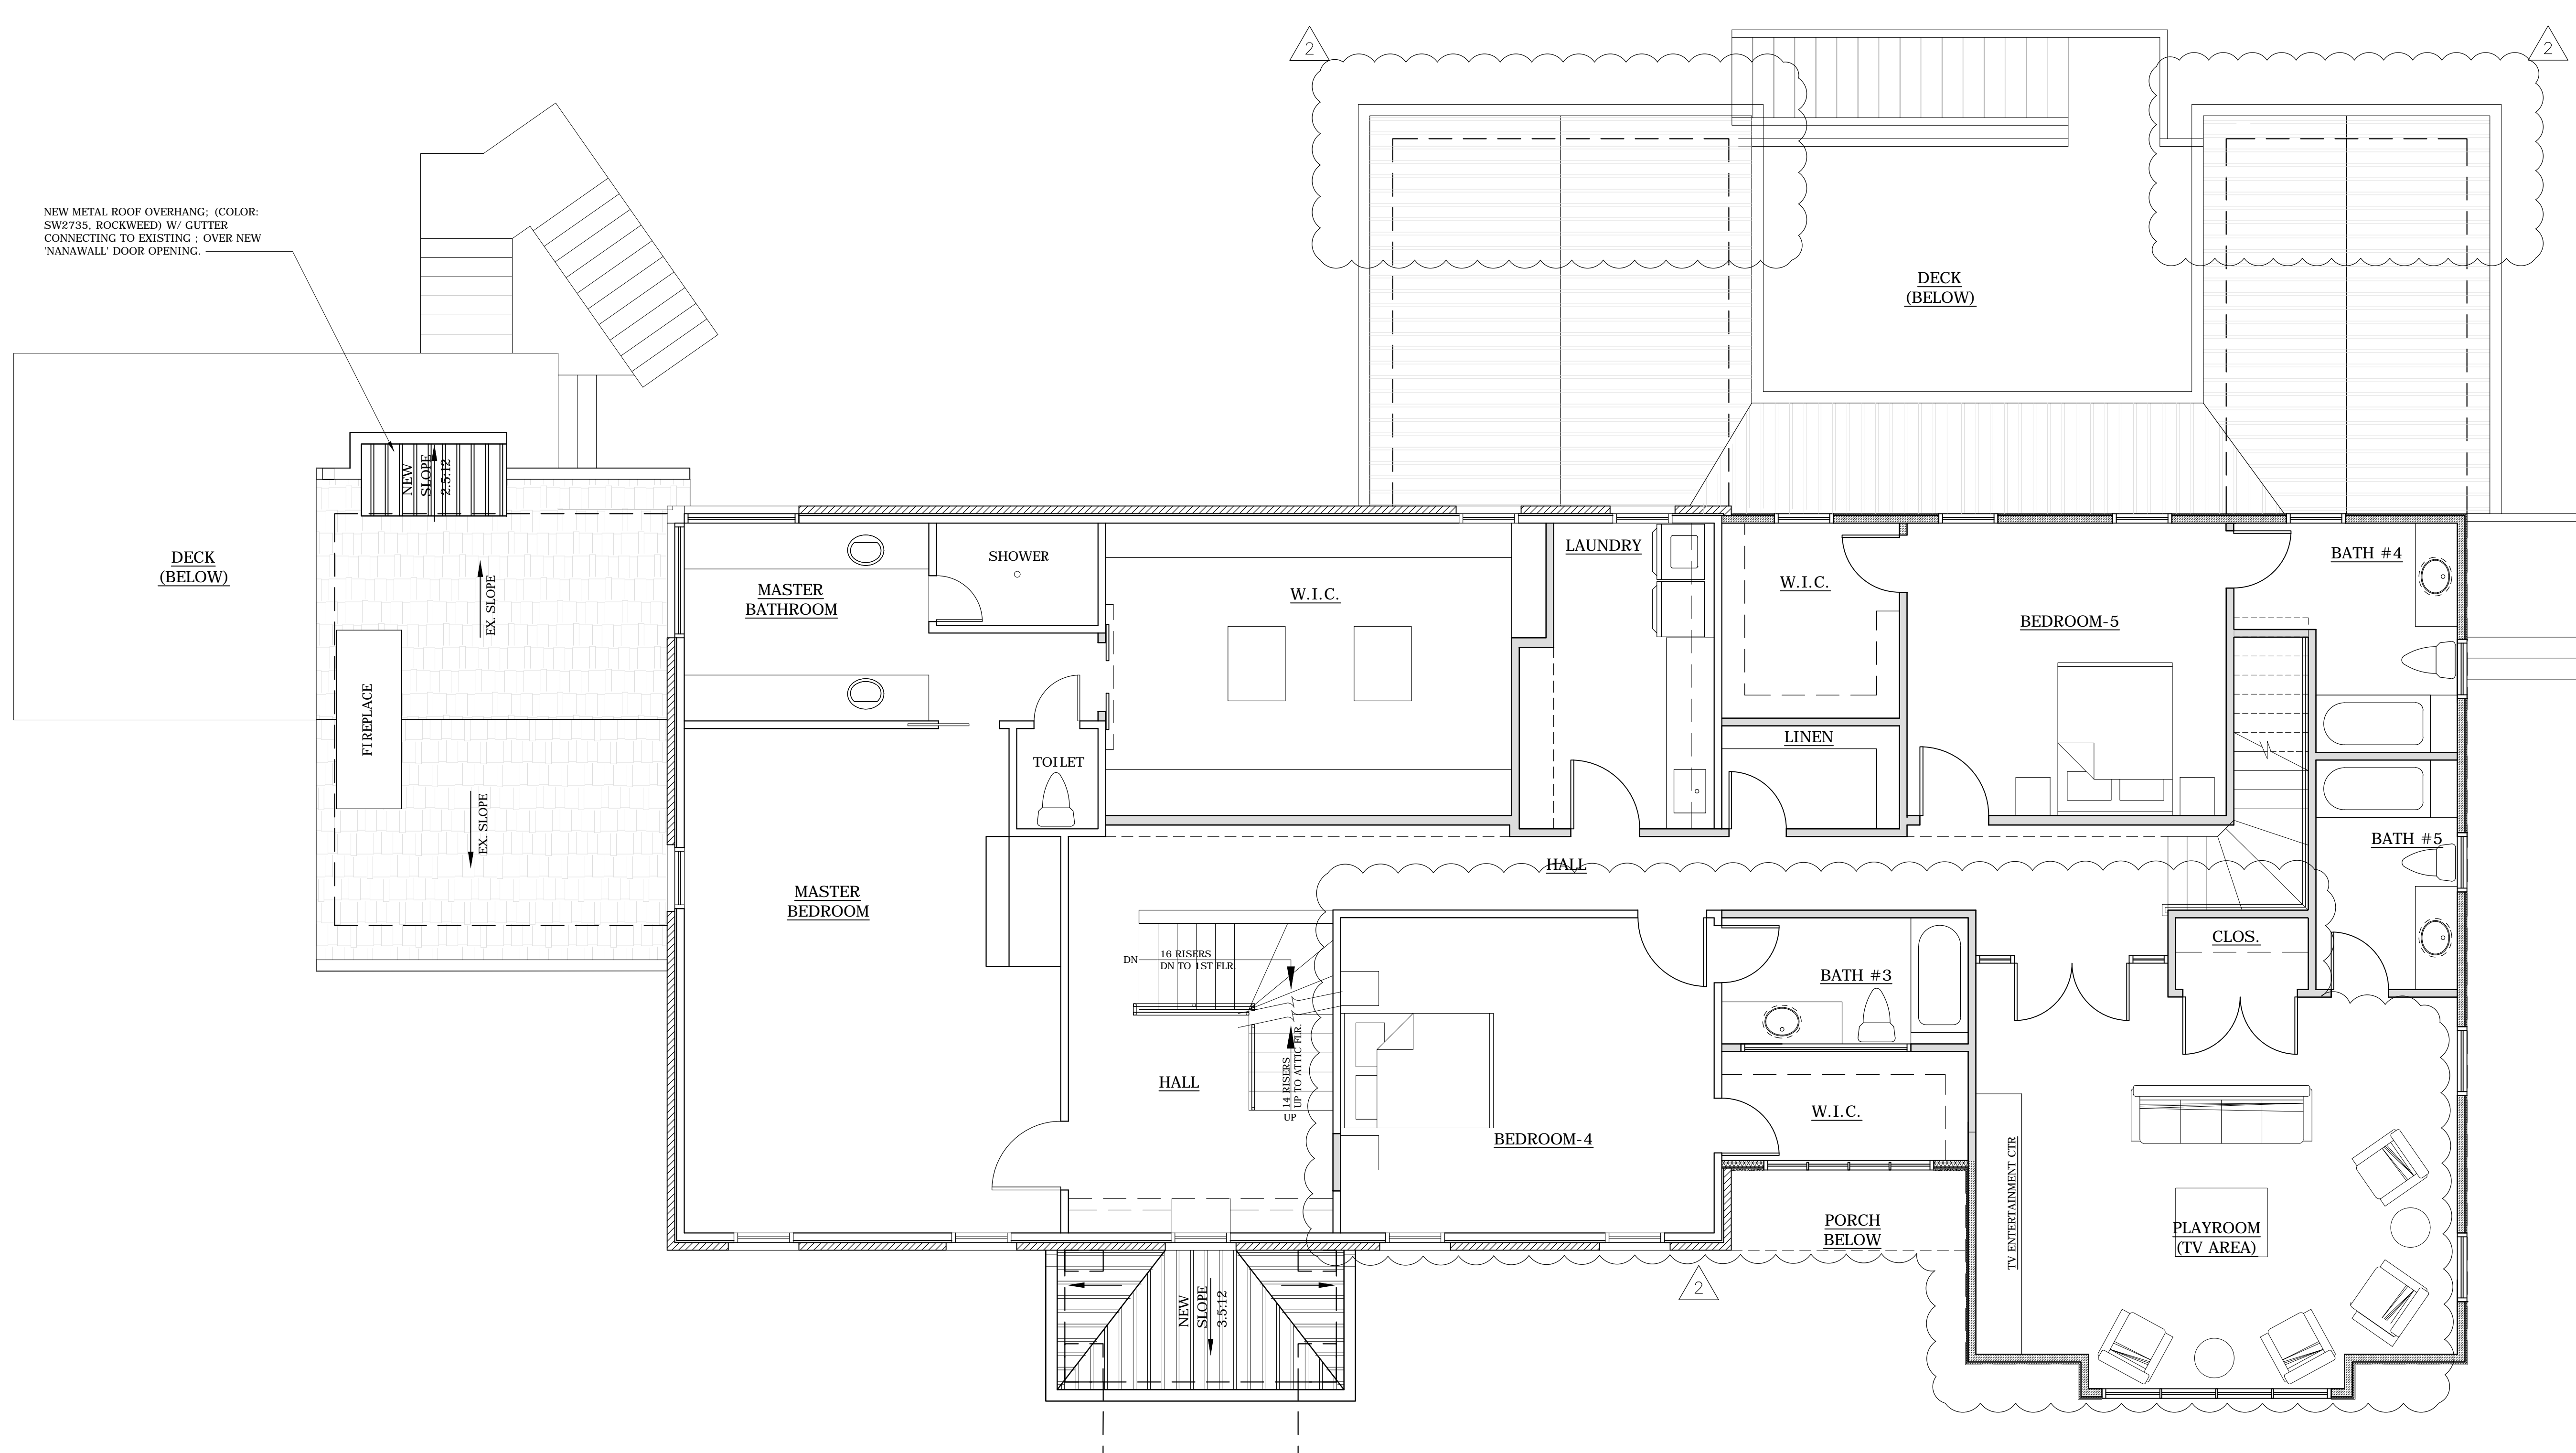 2
2
NEW METAL ROOF OVERHANG; (COLOR:
SW2735, ROCKWEED) W/ GUTTER
CONNECTING TO EXISTING ; OVER NEW
'NANAWALL' DOOR OPENING.
DECK
(BELOW)
NEW
SLOPE
2.5:12
DECK
(BELOW)
EX. SLOPE
FIREPLACE
EX. SLOPE
MASTER
BATHROOM
SHOWER
W.I.C.
LAUNDRY
W.I.C.
BEDROOM-5
BATH #4
LINEN
TOILET
MASTER
BEDROOM
HALL
BATH #5
CLOS.
DN
16 RISERS
DN TO 1ST FLR.
BATH #3
14 RISERS
UP TO ATTIC FLR.
UP
HALL
BEDROOM-4
W.I.C.
TV ENTERTAINMENT CTR
PORCH
BELOW
PLAYROOM
(TV AREA)
2
NEW
SLOPE
3.5:12